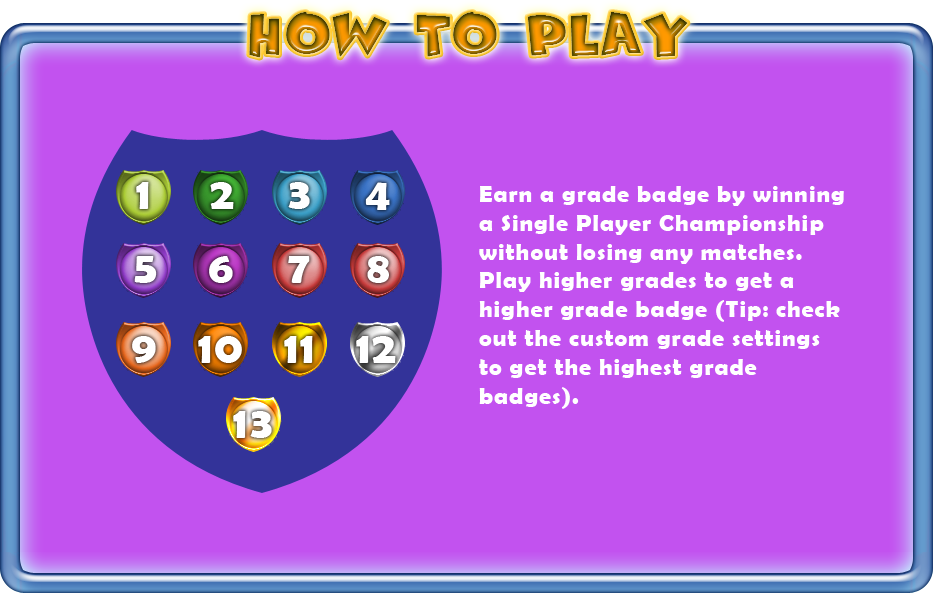 HOW TO PLAY
1 2 3 4
5 6 7 8
9 10 11 12
13
Earn a grade badge by winning
a Single Player Championship
without losing any matches.
Play higher grades to get a
higher grade badge (Tip: check
out the custom grade settings
to get the highest grade
badges).